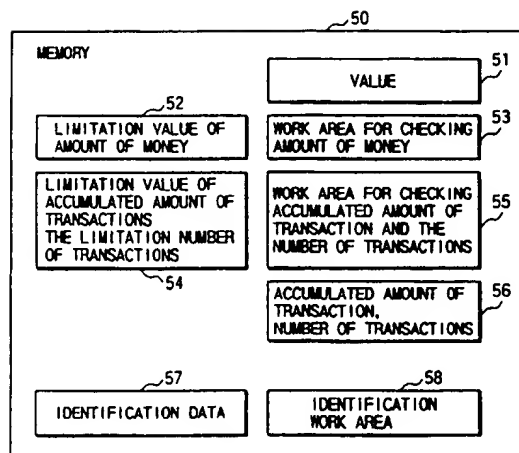 50
MEMORY
51
VALUE
52
LIMITATION VALUE OF
AMOUNT OF MONEY
53
WORK AREA FOR CHECKING
AMOUNT OF MONEY
LIMITATION VALUE OF
ACCUMULATED AMOUNT OF
TRANSACTIONS
THE LIMITATION NUMBER
OF TRANSACTIONS
54
WORK AREA FOR CHECKING
ACCUMULATED AMOUNT OF
TRANSACTION AND THE
NUMBER OF TRANSACTIONS
55
ACCUMULATED AMOUNT OF
TRANSACTION,
NUMBER OF TRANSACTIONS
56
57
IDENTIFICATION DATA
58
IDENTIFICATION
WORK AREA